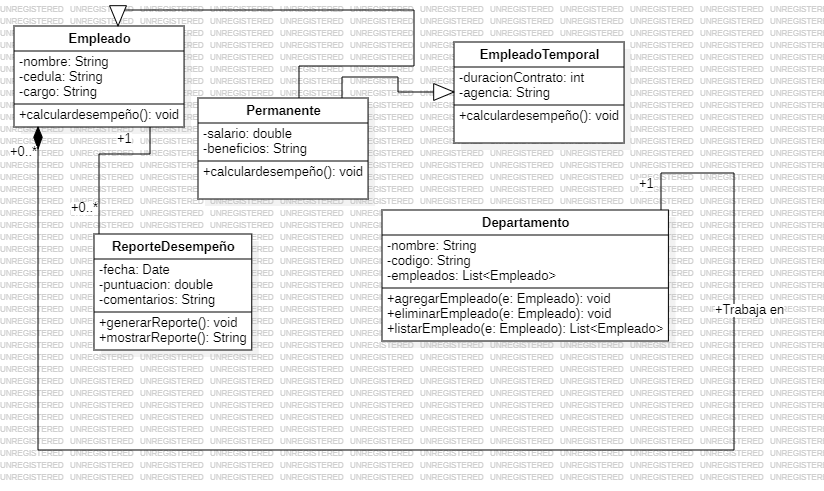 Empleado
-nombre: String
-cedula: String
-cargo: String
+calculardesempeño(): void
EmpleadoTemporal
-duracionContrato: int
-agencia: String
+calculardesempeño(): void
Permanente
-salario: double
-beneficios: String
+calculardesempeño(): void
+1
+0..*
+0..*
+1
Departamento
-nombre: String
-codigo: String
-empleados: List<Empleado>
+agregarEmpleado(e: Empleado): void
+eliminarEmpleado(e: Empleado): void
+listarEmpleado(e: Empleado): List<Empleado>
ReporteDesempeño
-fecha: Date
-puntuacion: double
-comentarios: String
+generarReporte(): void
+mostrarReporte(): String
+Trabaja en
UNREGISTERED